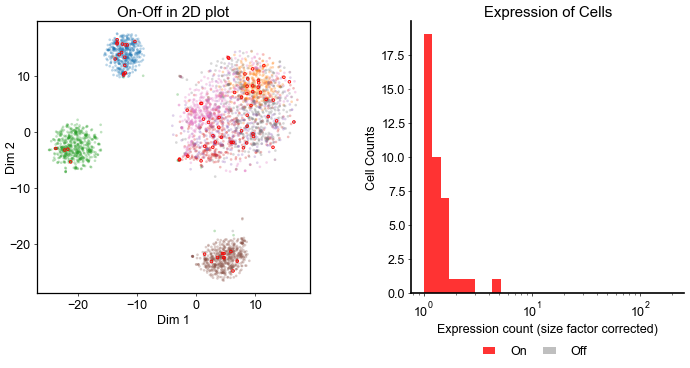 On-Off in 2D plot
Dim 2
10
0
−10
−20
−20
−10
0
10
Dim 1
Expression of Cells
Cell Counts
17.5
15.0
12.5
10.0
7.5
5.0
2.5
0.0
10⁰
10¹
10²
Expression count (size factor corrected)
On
Off